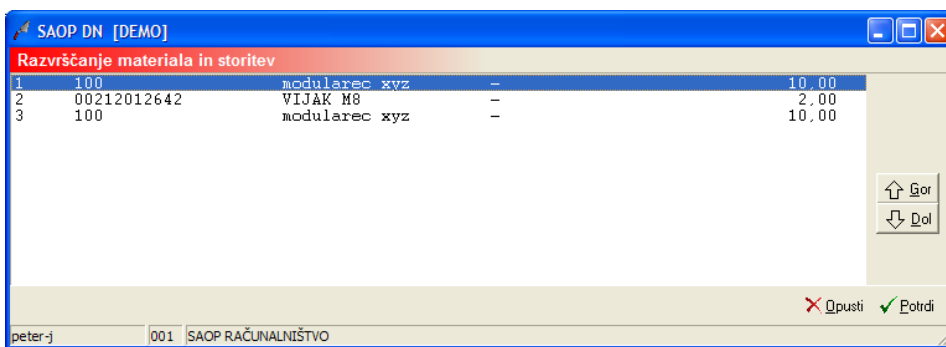 SAOP DN [DEMO]
Razvrščanje materiala in storitev
1 100 modularec xyz – 10,00
2 00212012642 VIJAK M8 – 2,00
3 100 modularec xyz – 10,00
Gor
Dol
Opusti Potrdi
peter-j 001 SAOP RAČUNALNIŠTVO